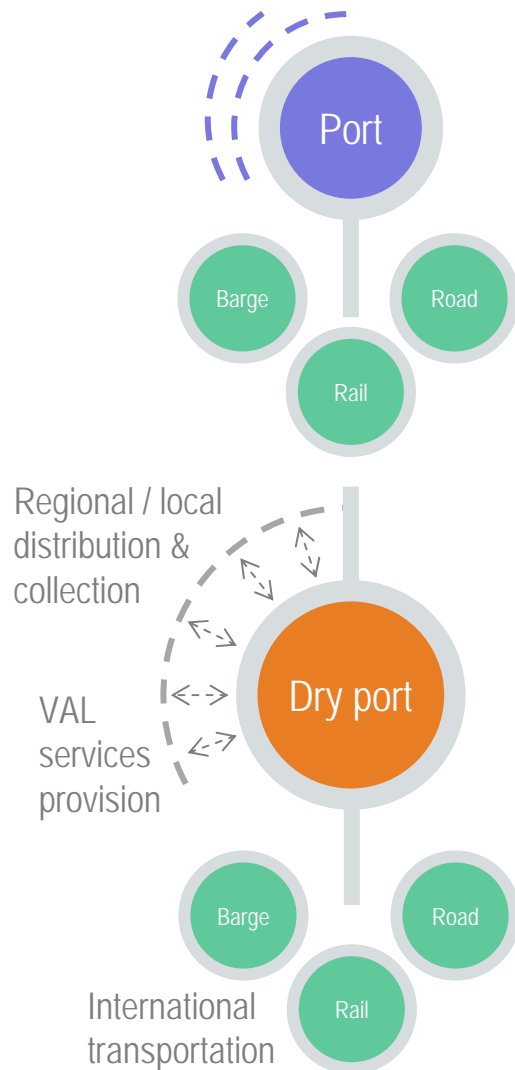 Port
Barge
Road
Rail
Regional / local
distribution &
collection
Dry port
VAL
services
provision
Barge
Road
Rail
International
transportation